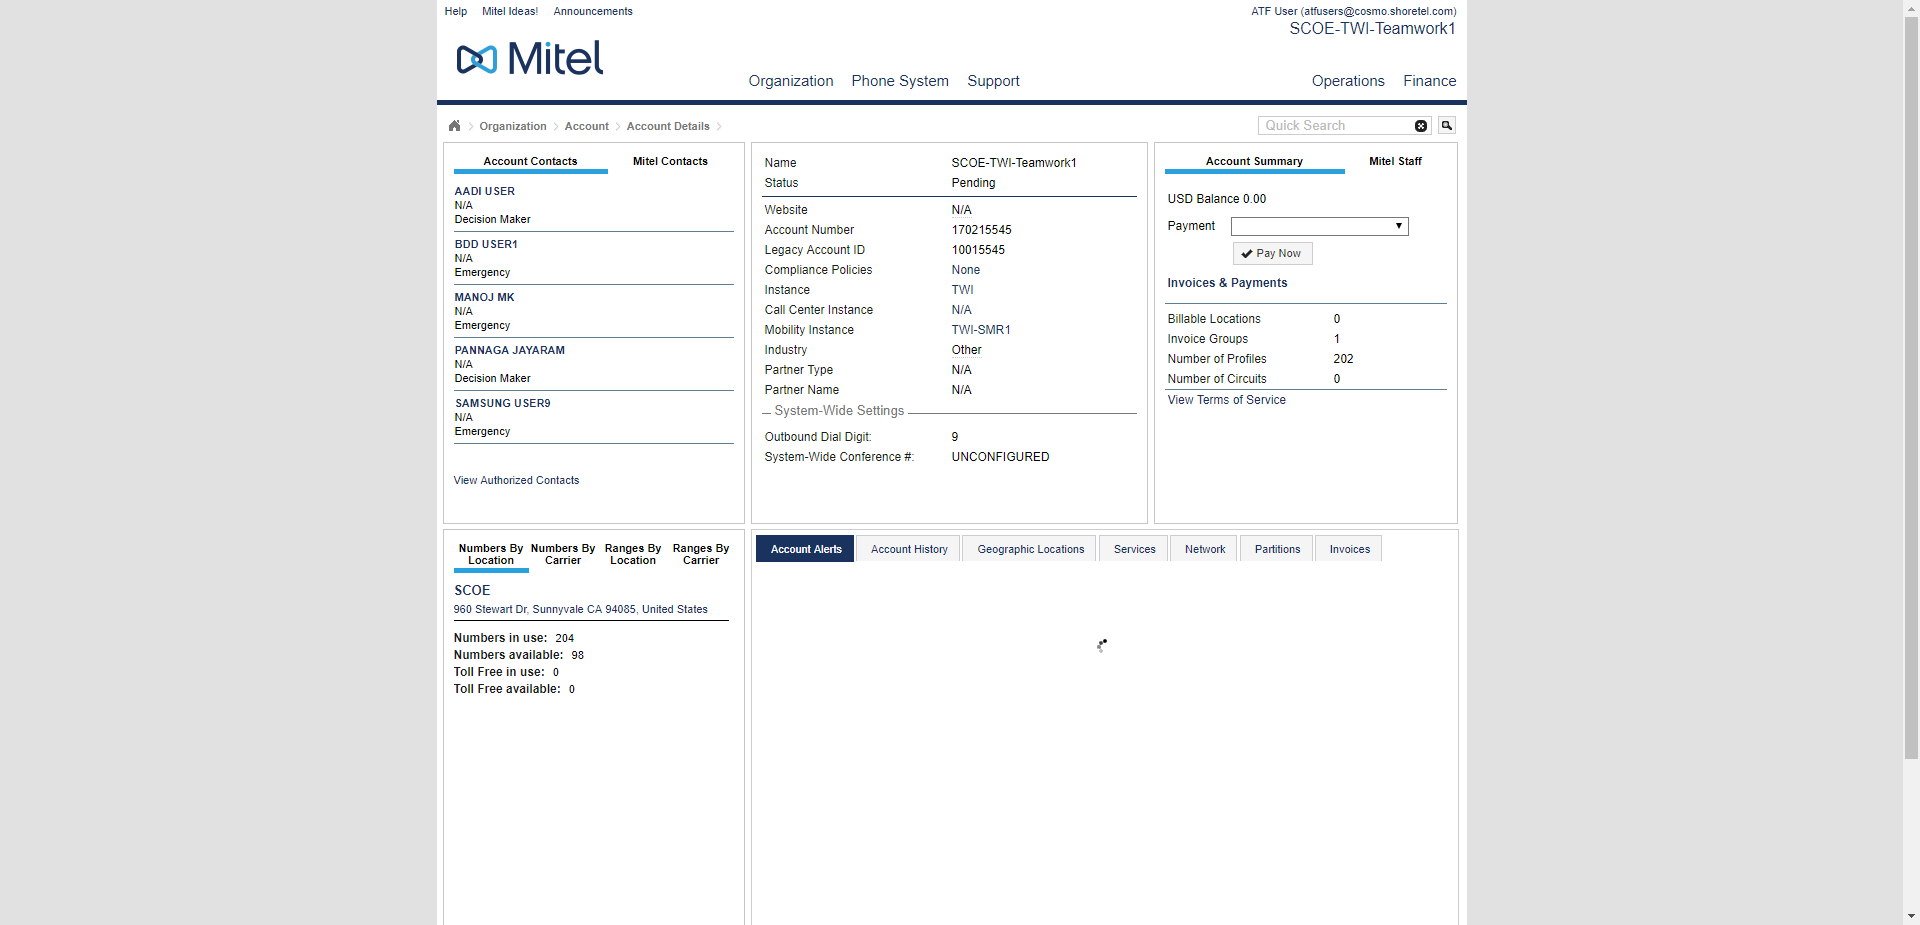 Help Mitel Ideas! Announcements
ATF User (atfusers@cosmo.shoretel.com)
SCOE-TWI-Teamwork1
Mitel
Organization Phone System Support Operations Finance
Organization Account Account Details
Quick Search
Account Contacts Mitel Contacts
AADI USER
N/A
Decision Maker
BDD USER1
N/A
Emergency
MANOJ MK
N/A
Emergency
PANNAGA JAYARAM
N/A
Decision Maker
SAMSUNG USER9
N/A
Emergency
View Authorized Contacts
Name SCOE-TWI-Teamwork1
Status Pending
Website N/A
Account Number 170215545
Legacy Account ID 10015545
Compliance Policies None
Instance TWI
Call Center Instance N/A
Mobility Instance TWI-SMR1
Industry Other
Partner Type N/A
Partner Name N/A
System-Wide Settings
Outbound Dial Digit: 9
System-Wide Conference #: UNCONFIGURED
Account Summary Mitel Staff
USD Balance 0.00
Payment
Pay Now
Invoices & Payments
Billable Locations 0
Invoice Groups 1
Number of Profiles 202
Number of Circuits 0
View Terms of Service
Numbers By Location Numbers By Carrier Ranges By Location Ranges By Carrier
SCOE
960 Stewart Dr, Sunnyvale CA 94085, United States
Numbers in use: 204
Numbers available: 98
Toll Free in use: 0
Toll Free available: 0
Account Alerts Account History Geographic Locations Services Network Partitions Invoices